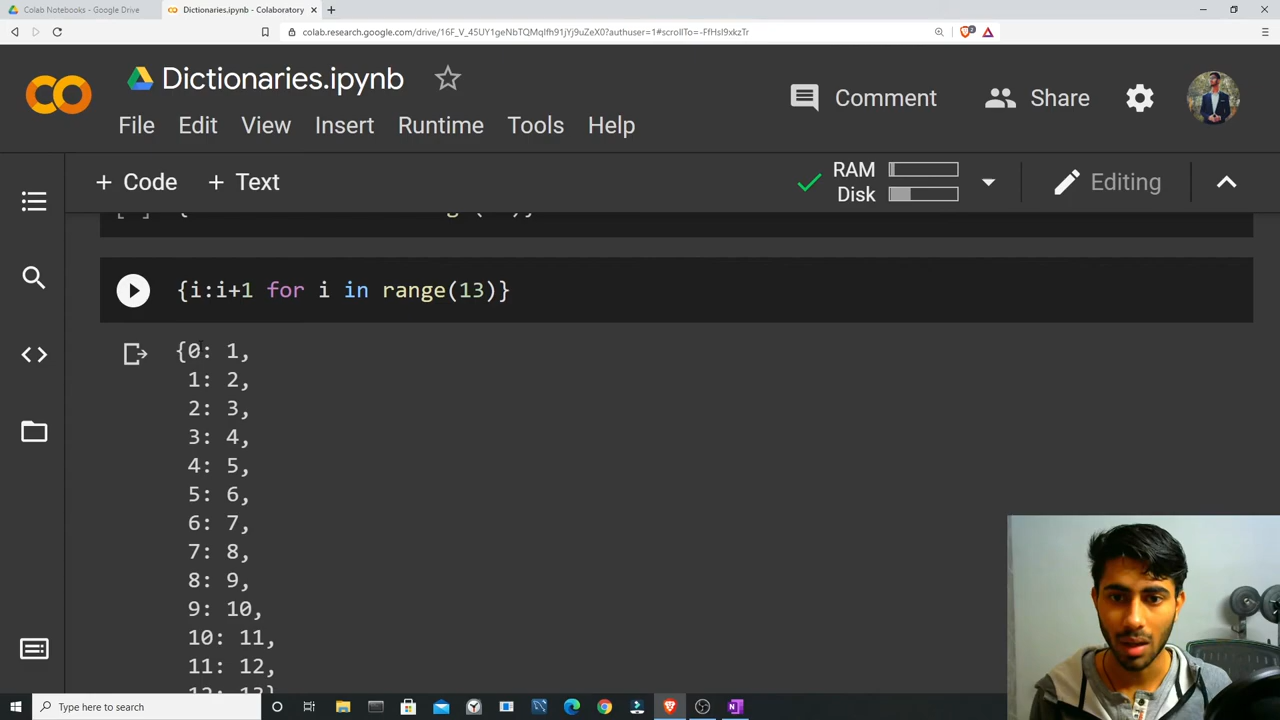 Colab Notebooks - Google Drive
Dictionaries.ipynb - Colaboratory
colab.research.google.com/drive/16F_V_45UY1geNbTQMqIfh91jYj9uZeX0?authuser=1#scrollTo=-FfHsI9xkzTr
Dictionaries.ipynb
Comment
Share
File Edit View Insert Runtime Tools Help
+ Code + Text
RAM
Disk
Editing
{i:i+1 for i in range(13)}
{0: 1,
1: 2,
2: 3,
3: 4,
4: 5,
5: 6,
6: 7,
7: 8,
8: 9,
9: 10,
10: 11,
11: 12,
12: 13}
Type here to search